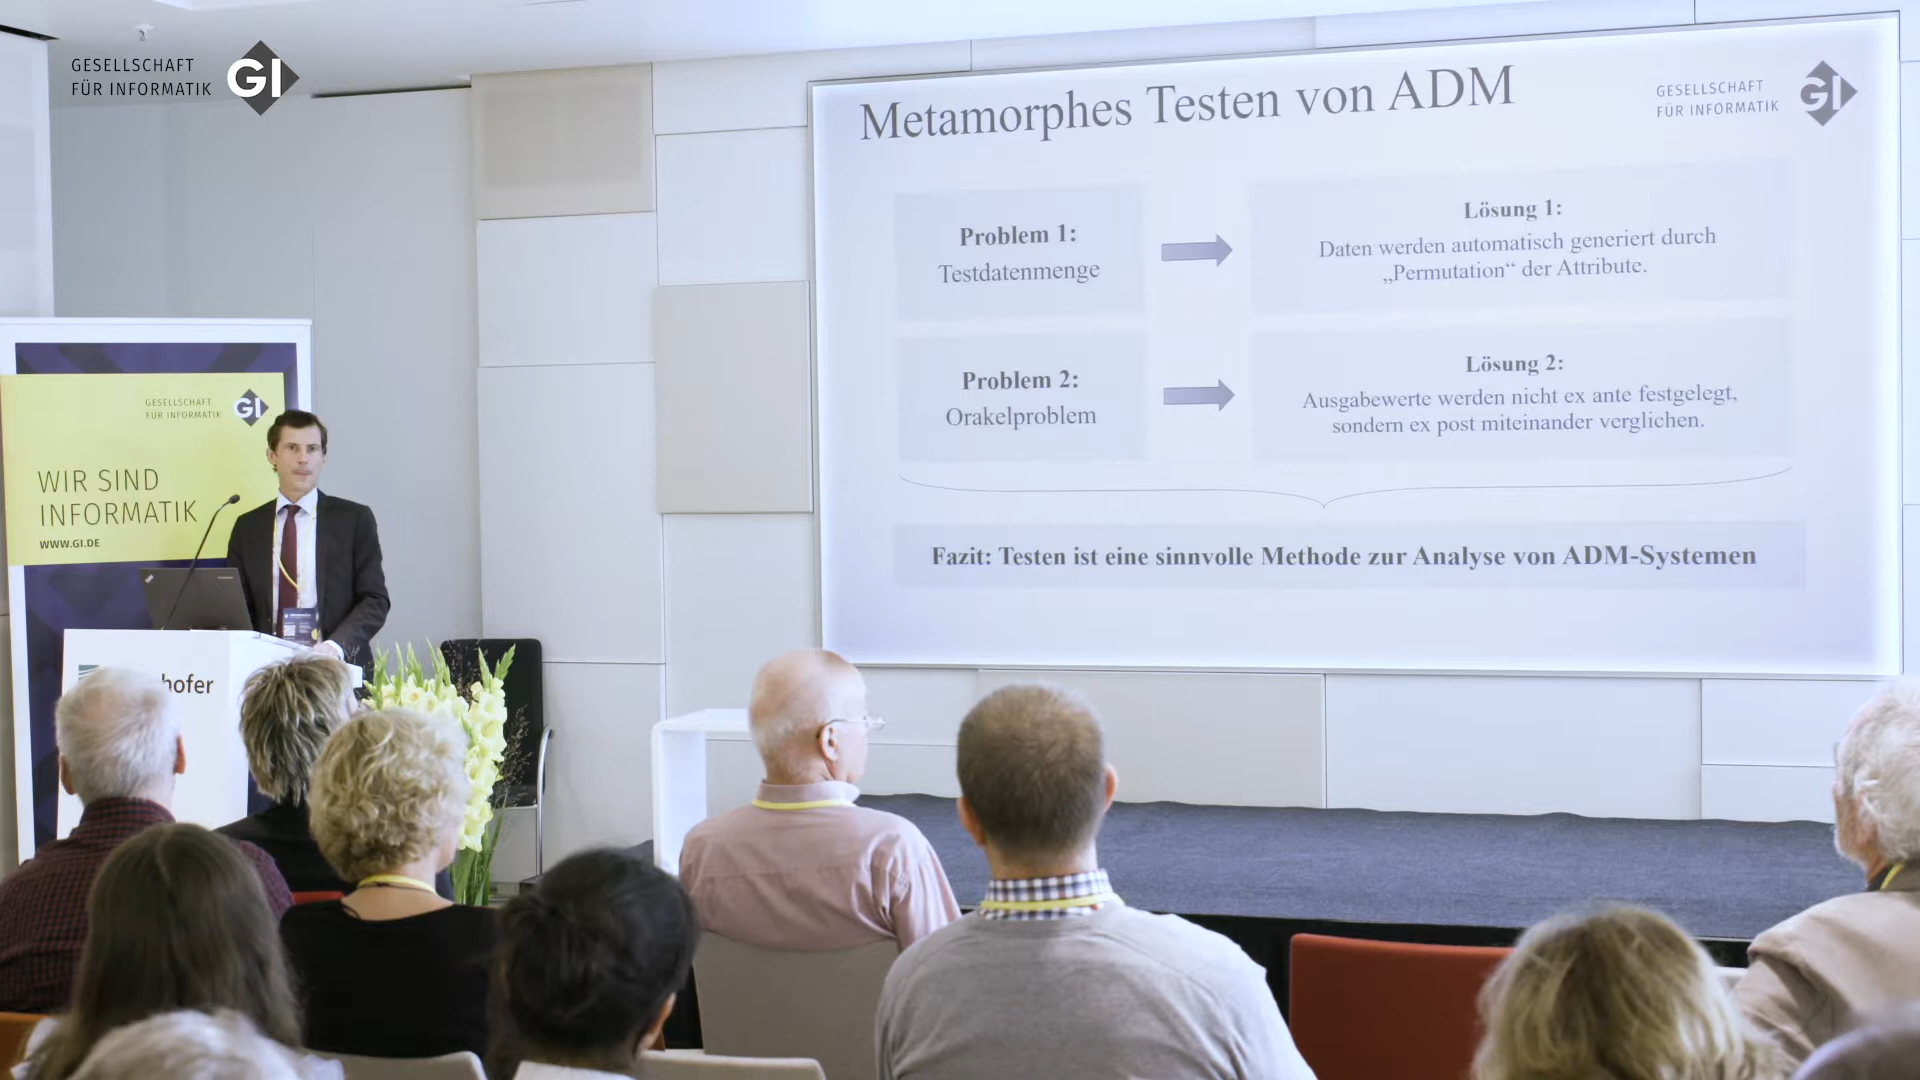 GESELLSCHAFT
FÜR INFORMATIK
GI
Metamorphes Testen von ADM
GESELLSCHAFT
FÜR INFORMATIK
GI
Problem 1:
Testdatenmenge
Lösung 1:
Daten werden automatisch generiert durch
„Permutation“ der Attribute.
Problem 2:
Orakelproblem
Lösung 2:
Ausgabewerte werden nicht ex ante festgelegt,
sondern ex post miteinander verglichen.
Fazit: Testen ist eine sinnvolle Methode zur Analyse von ADM-Systemen
GESELLSCHAFT
FÜR INFORMATIK
GI
WIR SIND
INFORMATIK
WWW.GI.DE
hofer